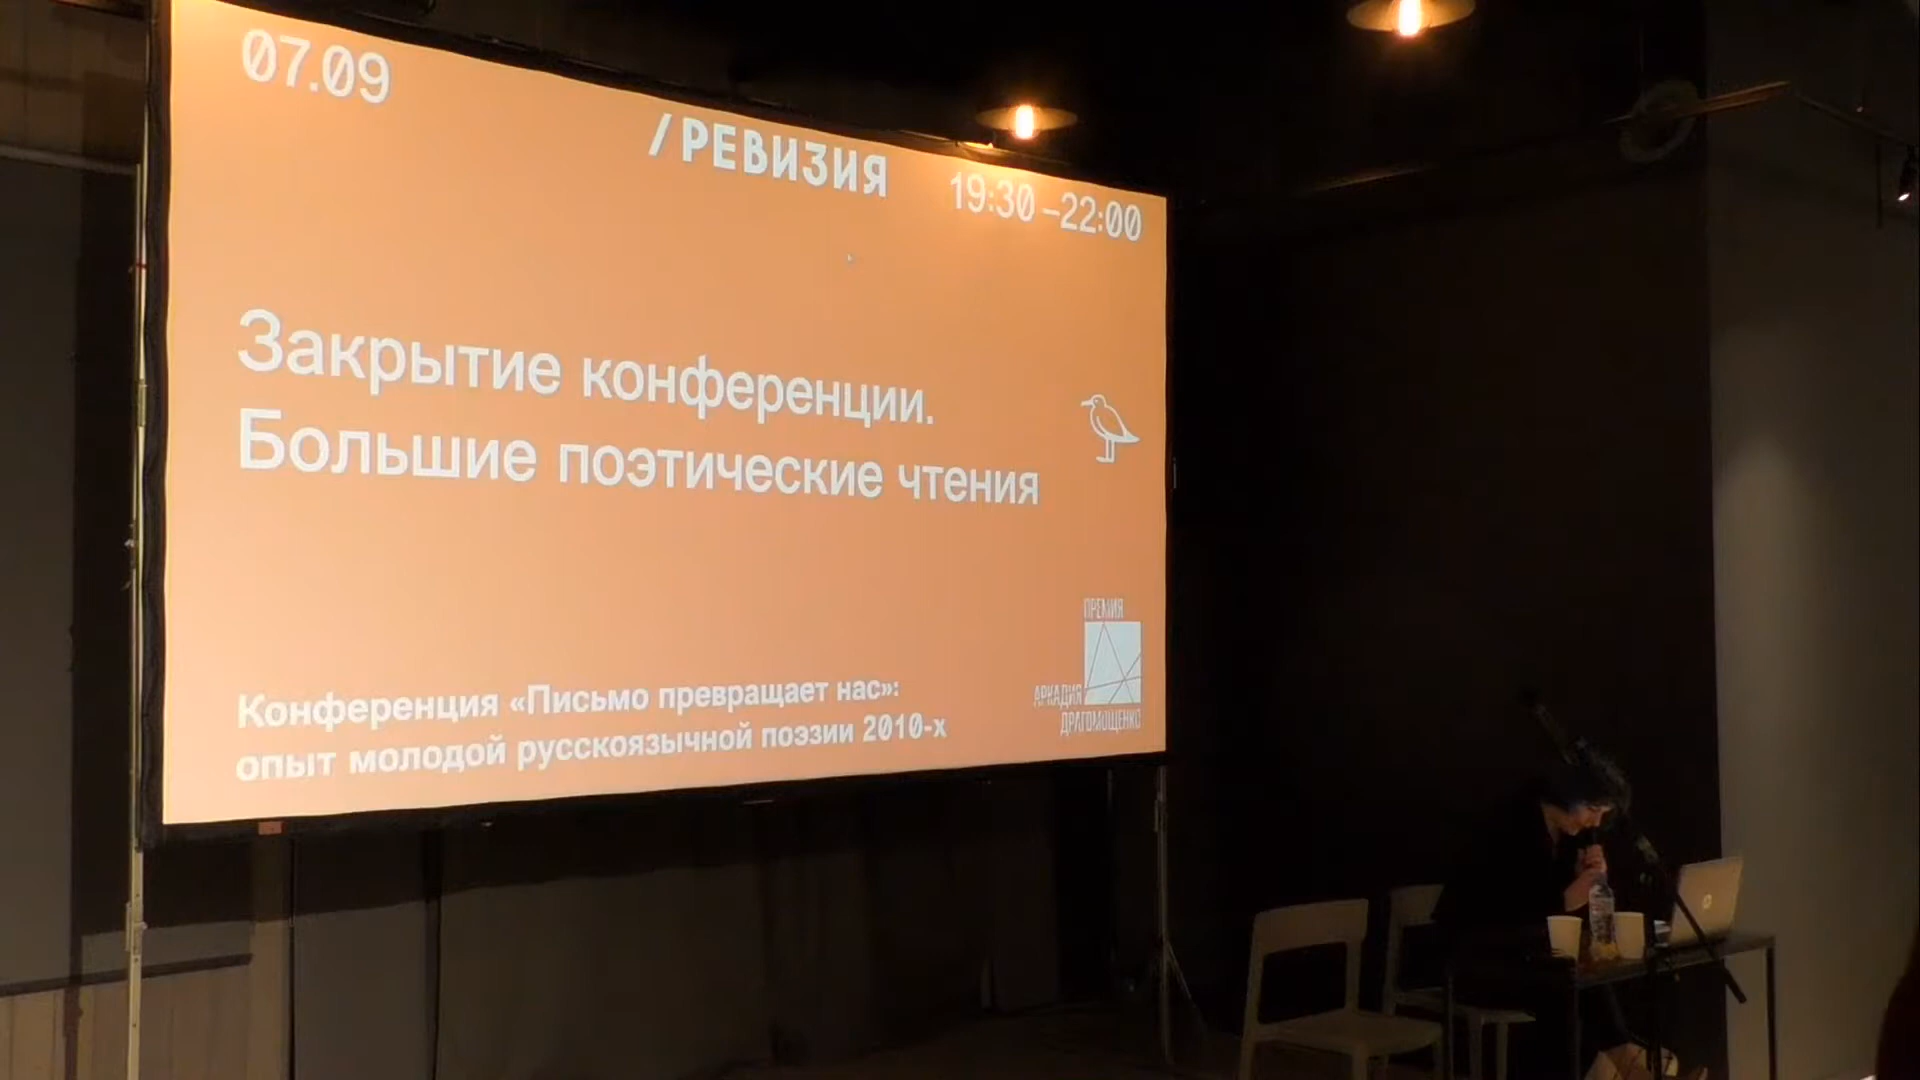 07.09
/РЕВИЗИЯ
19:30–22:00
Закрытие конференции.
Большие поэтические чтения
ПРЕМИЯ
АРКАДИЯ
ДРАГОМОЩЕНКО
Конференция «Письмо превращает нас»:
опыт молодой русскоязычной поэзии 2010-х